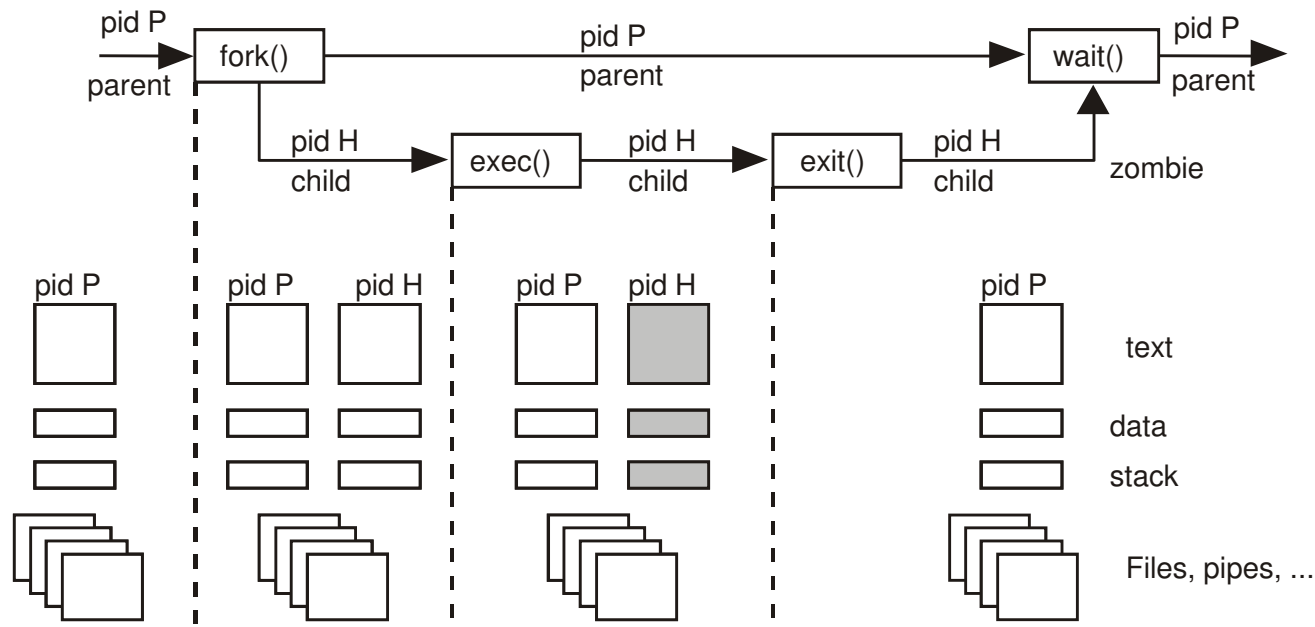 pid P
parent
fork()
pid P
parent
wait()
pid P
parent
pid H
child
exec()
pid H
child
exit()
pid H
child
zombie
pid P
pid P
pid H
pid P
pid H
pid P
text
data
stack
Files, pipes, ...